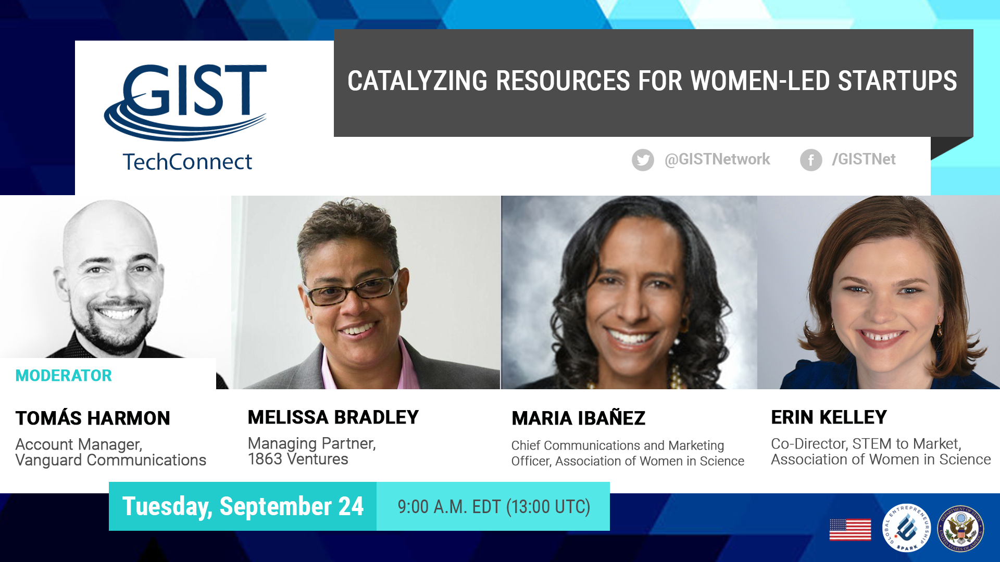 GIST
TechConnect
CATALYZING RESOURCES FOR WOMEN-LED STARTUPS
@GISTNetwork
/GISTNet
MODERATOR
TOMÁS HARMON
Account Manager,
Vanguard Communications
MELISSA BRADLEY
Managing Partner,
1863 Ventures
MARIA IBAÑEZ
Chief Communications and Marketing
Officer, Association of Women in Science
ERIN KELLEY
Co-Director, STEM to Market,
Association of Women in Science
Tuesday, September 24
9:00 A.M. EDT (13:00 UTC)
GLOBAL ENTREPRENEURSHIP
SPARK
DEPARTMENT OF STATE
UNITED STATES OF AMERICA